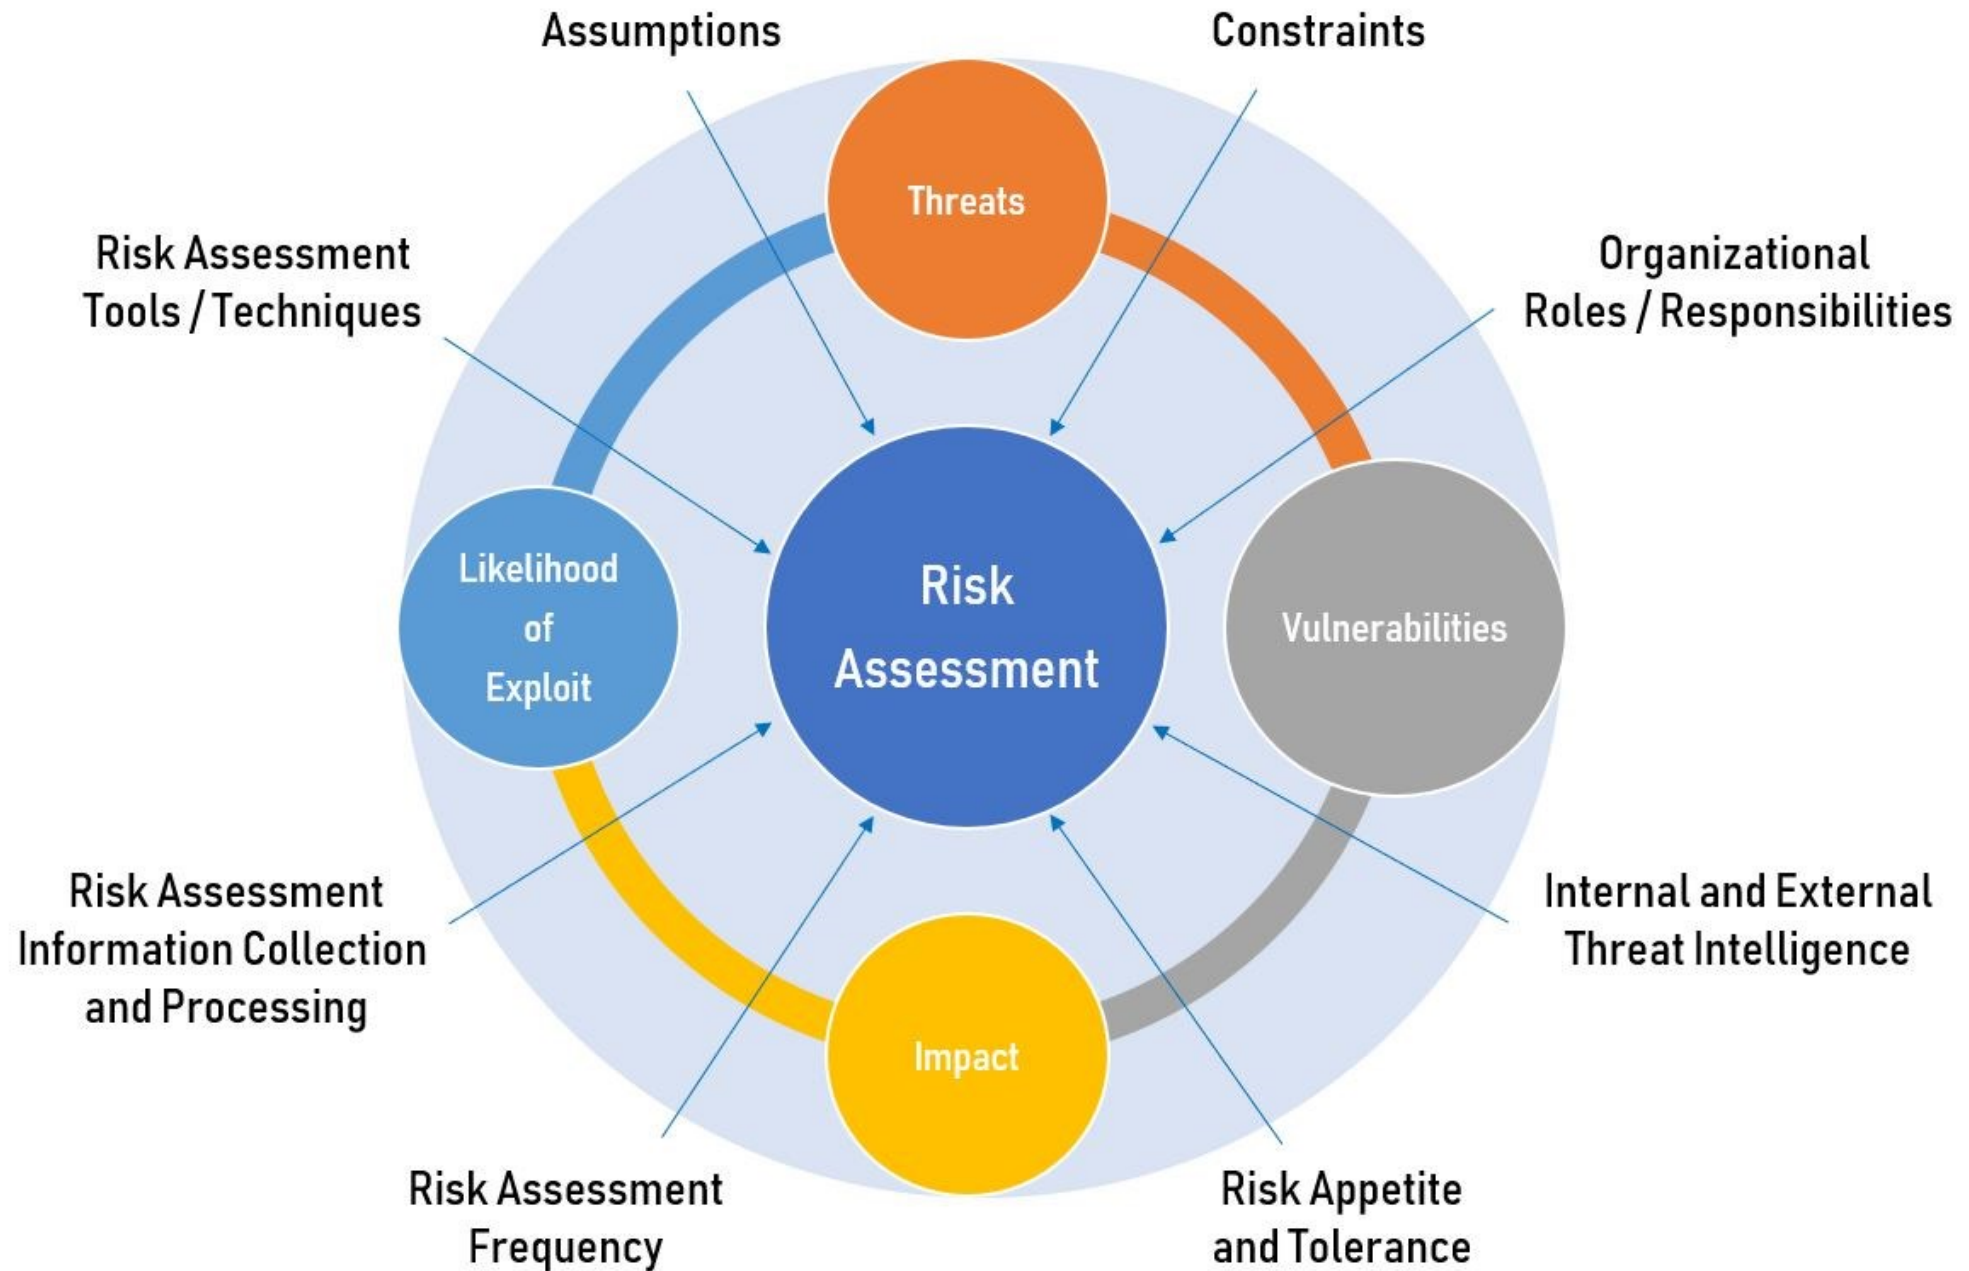 Assumptions
Constraints
Threats
Risk Assessment
Tools / Techniques
Organizational
Roles / Responsibilities
Likelihood
of
Exploit
Risk
Assessment
Vulnerabilities
Risk Assessment
Information Collection
and Processing
Internal and External
Threat Intelligence
Impact
Risk Assessment
Frequency
Risk Appetite
and Tolerance